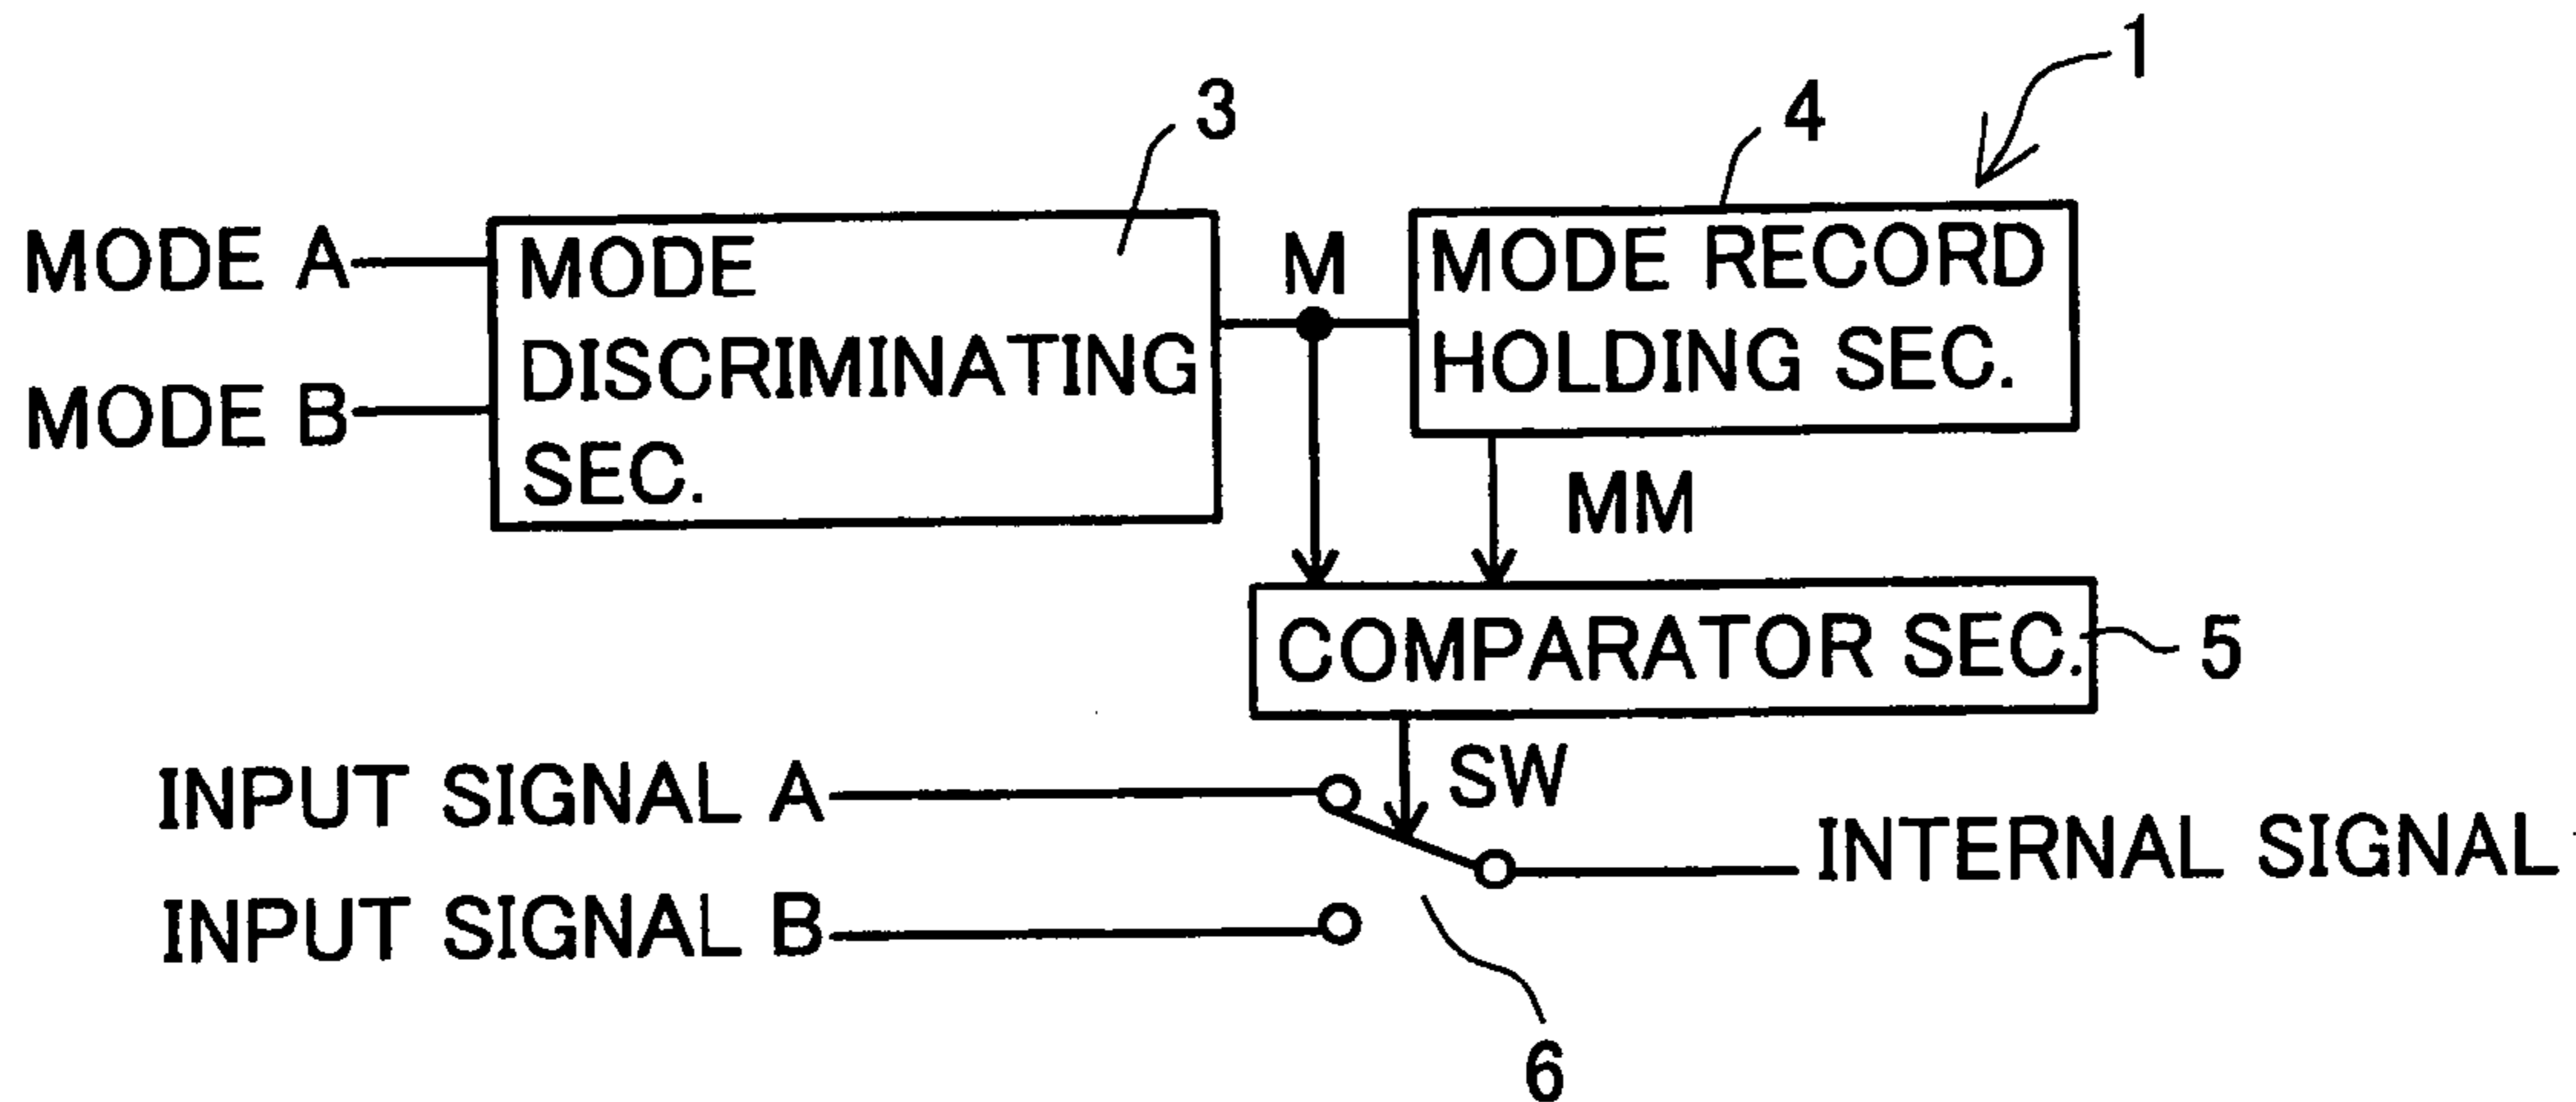 1
3
4
MODE A
MODE B
MODE
DISCRIMINATING
SEC.
M
MODE RECORD
HOLDING SEC.
MM
COMPARATOR SEC.
5
SW
INPUT SIGNAL A
INPUT SIGNAL B
INTERNAL SIGNAL
6